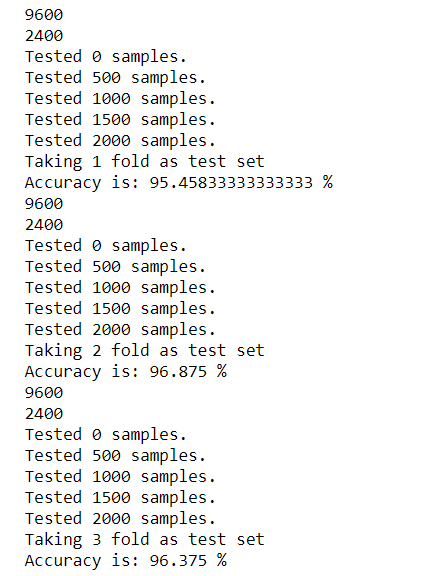 9600
2400
Tested 0 samples.
Tested 500 samples.
Tested 1000 samples.
Tested 1500 samples.
Tested 2000 samples.
Taking 1 fold as test set
Accuracy is: 95.45833333333333 %
9600
2400
Tested 0 samples.
Tested 500 samples.
Tested 1000 samples.
Tested 1500 samples.
Tested 2000 samples.
Taking 2 fold as test set
Accuracy is: 96.875 %
9600
2400
Tested 0 samples.
Tested 500 samples.
Tested 1000 samples.
Tested 1500 samples.
Tested 2000 samples.
Taking 3 fold as test set
Accuracy is: 96.375 %